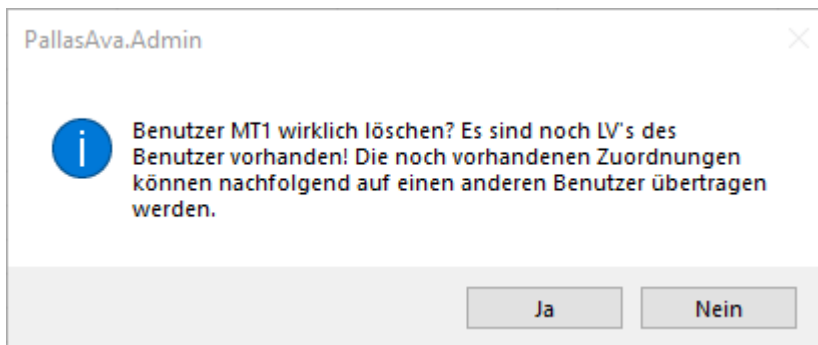 PallasAva.Admin
Benutzer MT1 wirklich löschen? Es sind noch LV's des
Benutzer vorhanden! Die noch vorhandenen Zuordnungen
können nachfolgend auf einen anderen Benutzer übertragen
werden.
Ja
Nein